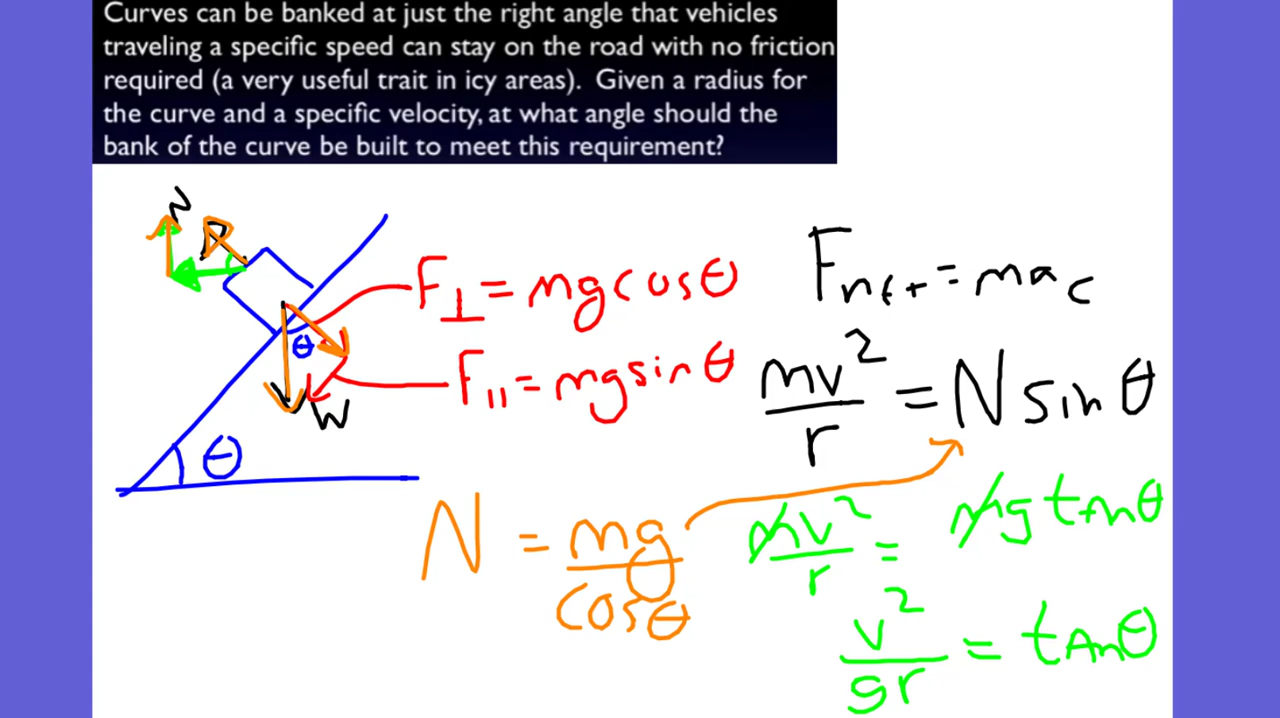 Curves can be banked at just the right angle that vehicles
traveling a specific speed can stay on the road with no friction
required (a very useful trait in icy areas).  Given a radius for
the curve and a specific velocity, at what angle should the
bank of the curve be built to meet this requirement?
N
F⊥ = mgcosθ
θ
F∥ = mgsinθ
W
θ
Fnet = mac
mv²/r = N sinθ
N = mg/cosθ
mv²/r = mg tanθ
v²/gr = tAnθ